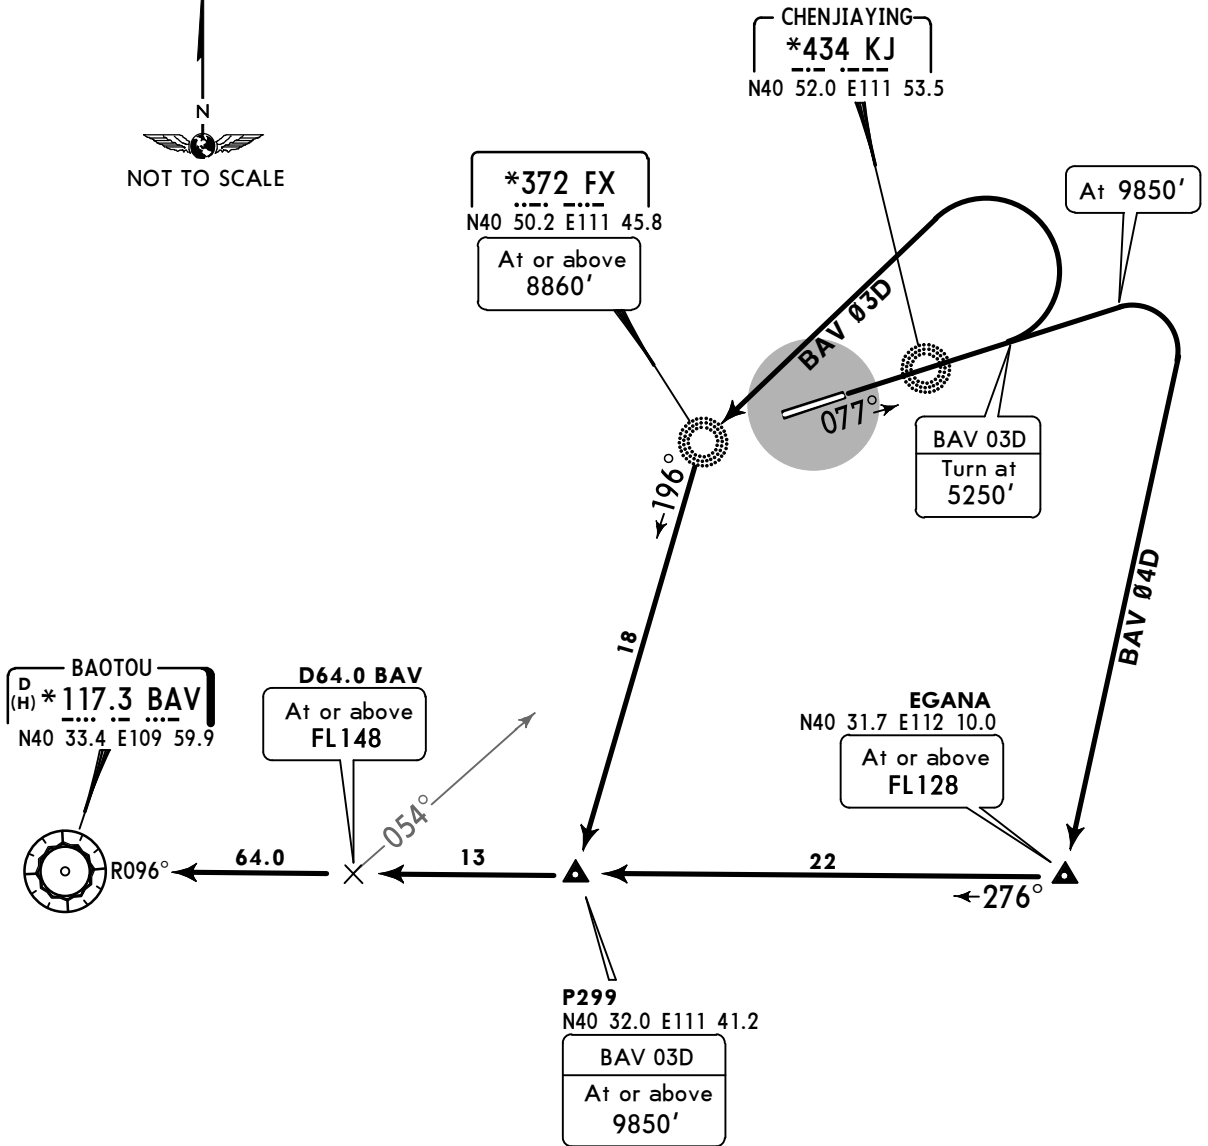 N
NOT TO SCALE
CHENJIAYING
*434 KJ
N40 52.0 E111 53.5
*372 FX
N40 50.2 E111 45.8
At or above
8860'
At 9850'
BAV Ø3D
077°
BAV 03D
Turn at
5250'
196°
18
BAV Ø4D
BAOTOU
D
(H) *117.3 BAV
N40 33.4 E109 59.9
D64.0 BAV
At or above
FL148
054°
EGANA
N40 31.7 E112 10.0
At or above
FL128
R096°
64.0
13
22
276°
P299
N40 32.0 E111 41.2
BAV 03D
At or above
9850'